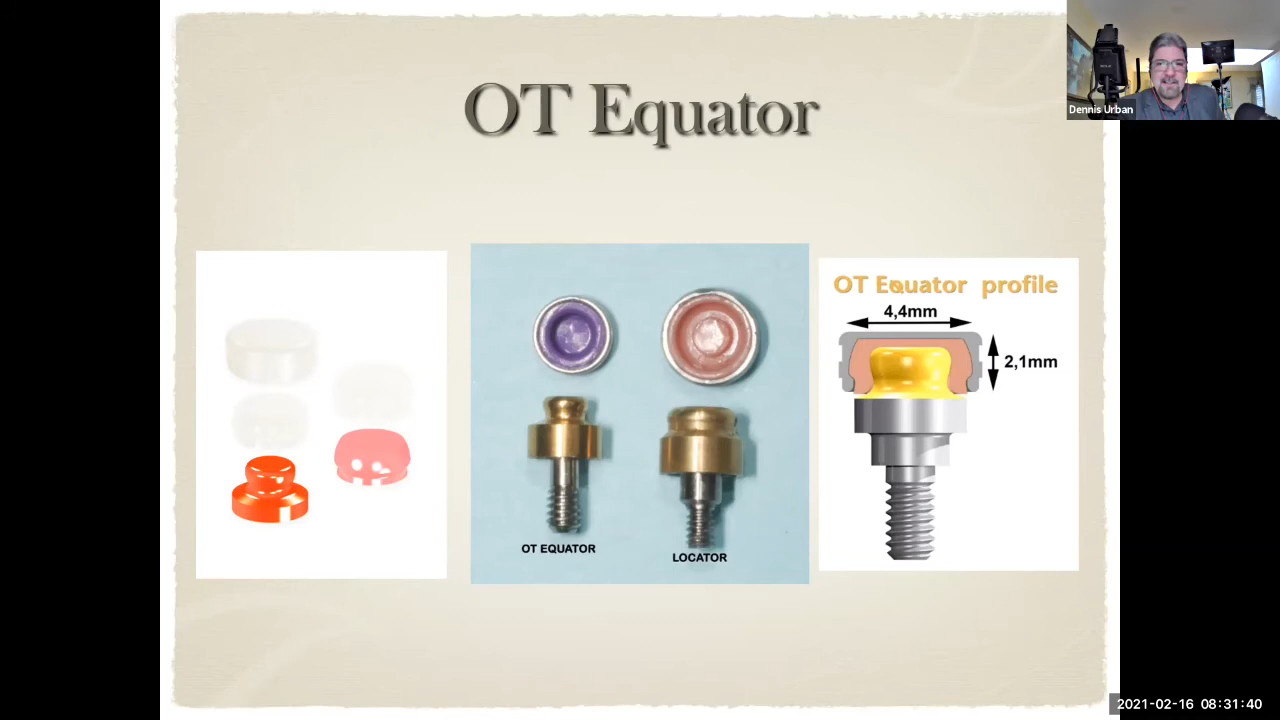 OT Equator
Dennis Urban
OT EQUATOR
LOCATOR
OT Equator profile
4,4mm
2,1mm
2021-02-16 08:31:40